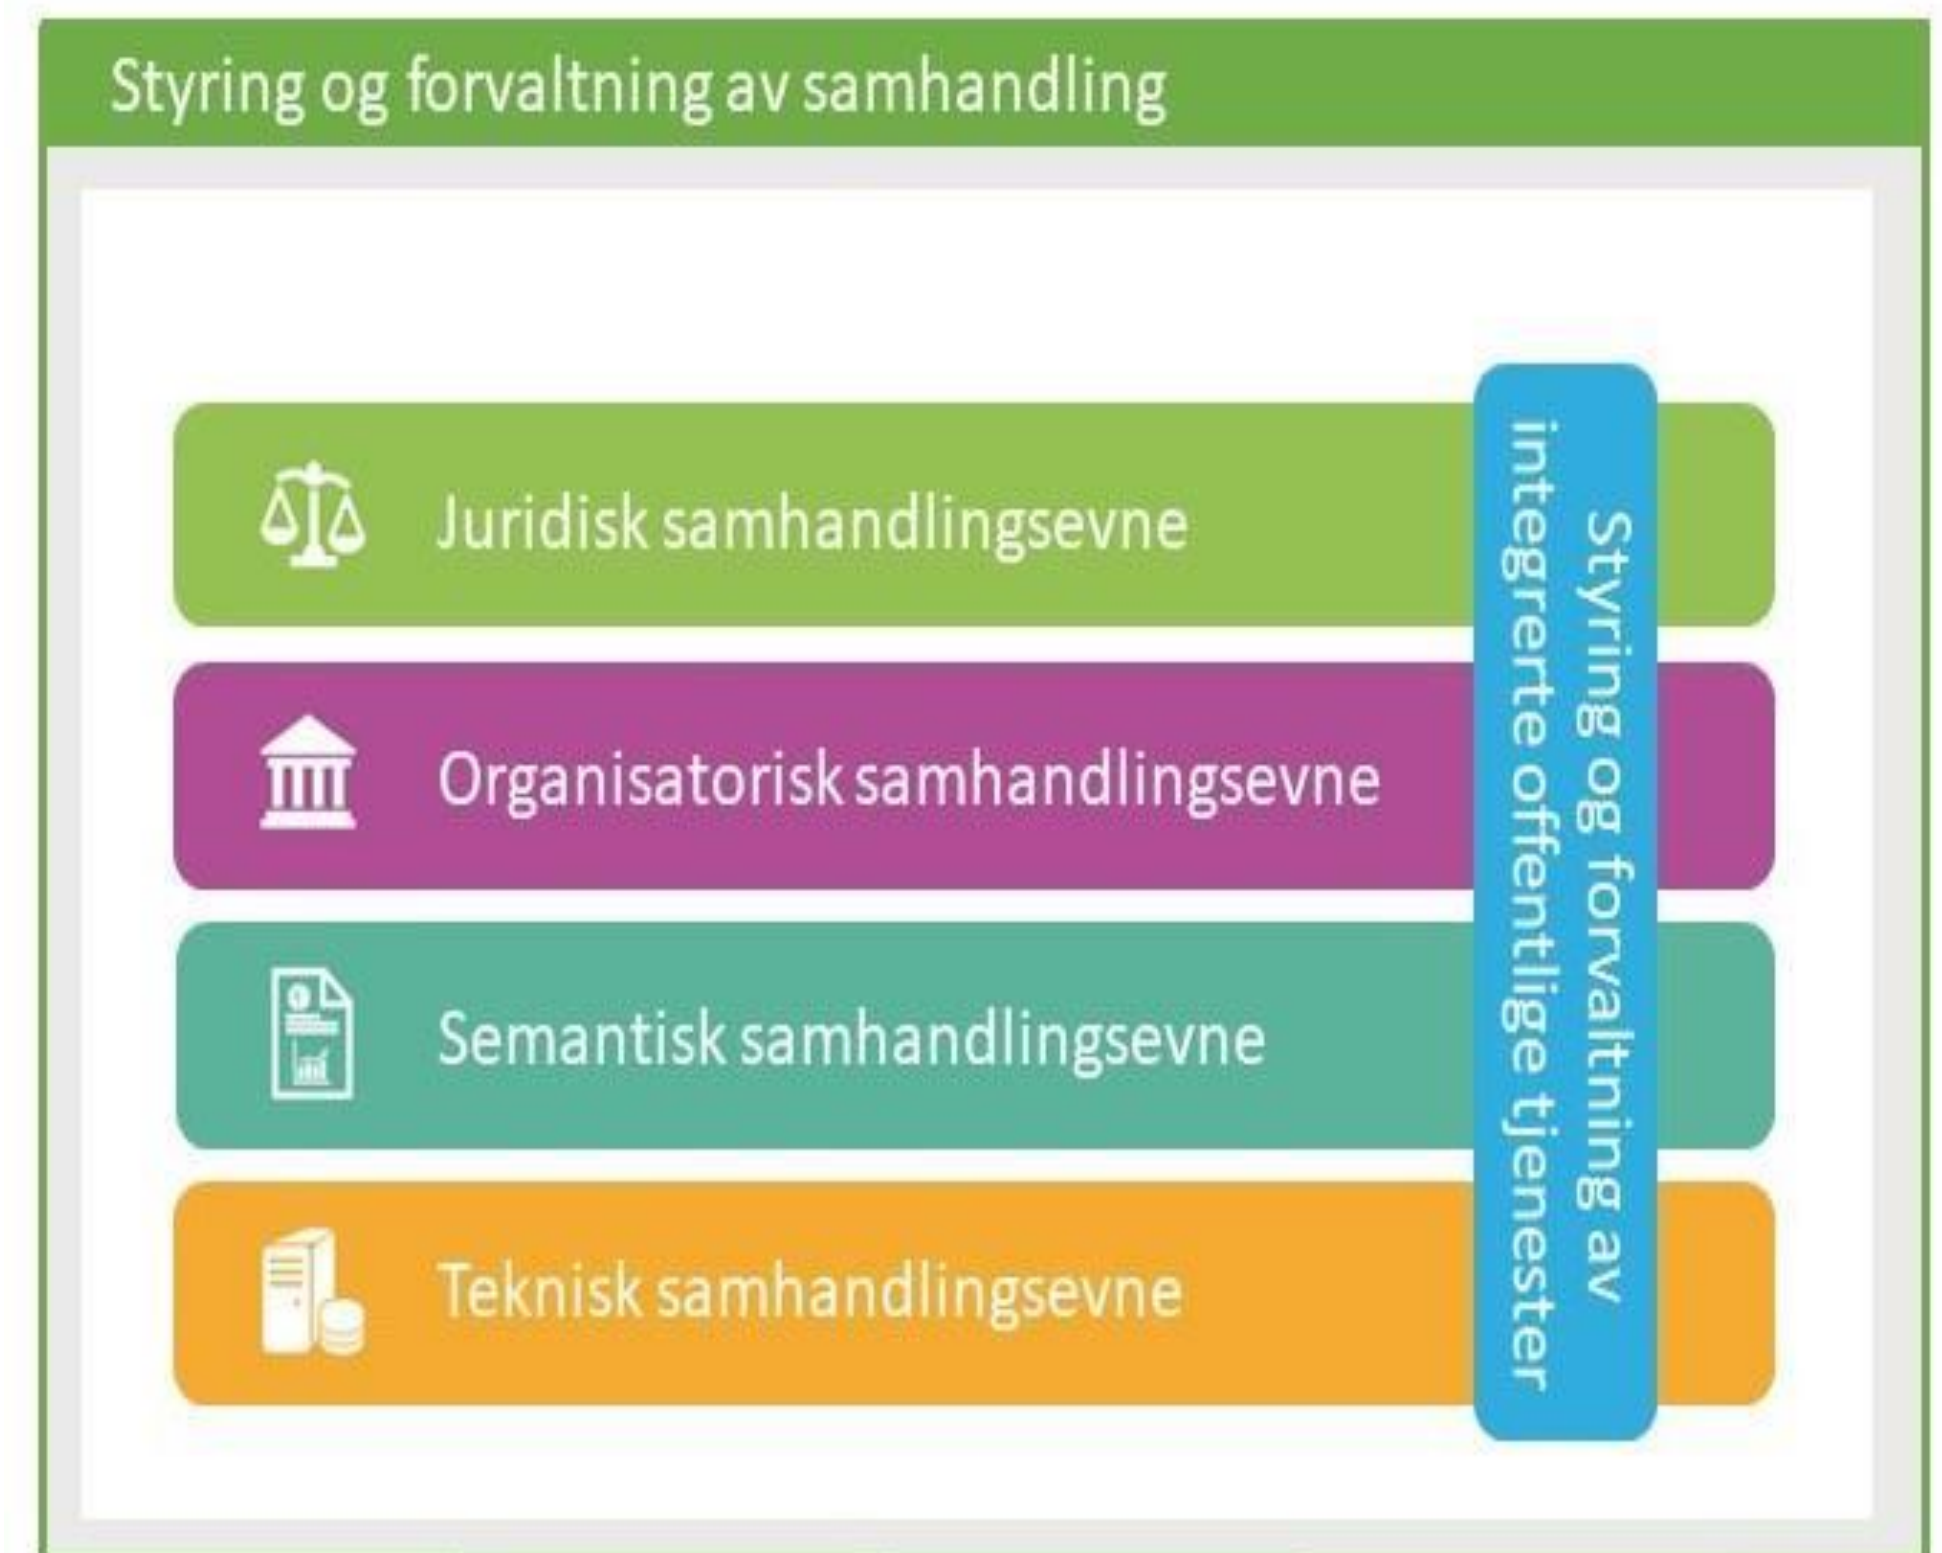 Styring og forvaltning av samhandling
Juridisk samhandlingsevne
Organisatorisk samhandlingsevne
Semantisk samhandlingsevne
Teknisk samhandlingsevne
Styring og forvaltning av
integrerte offentlige tjenester